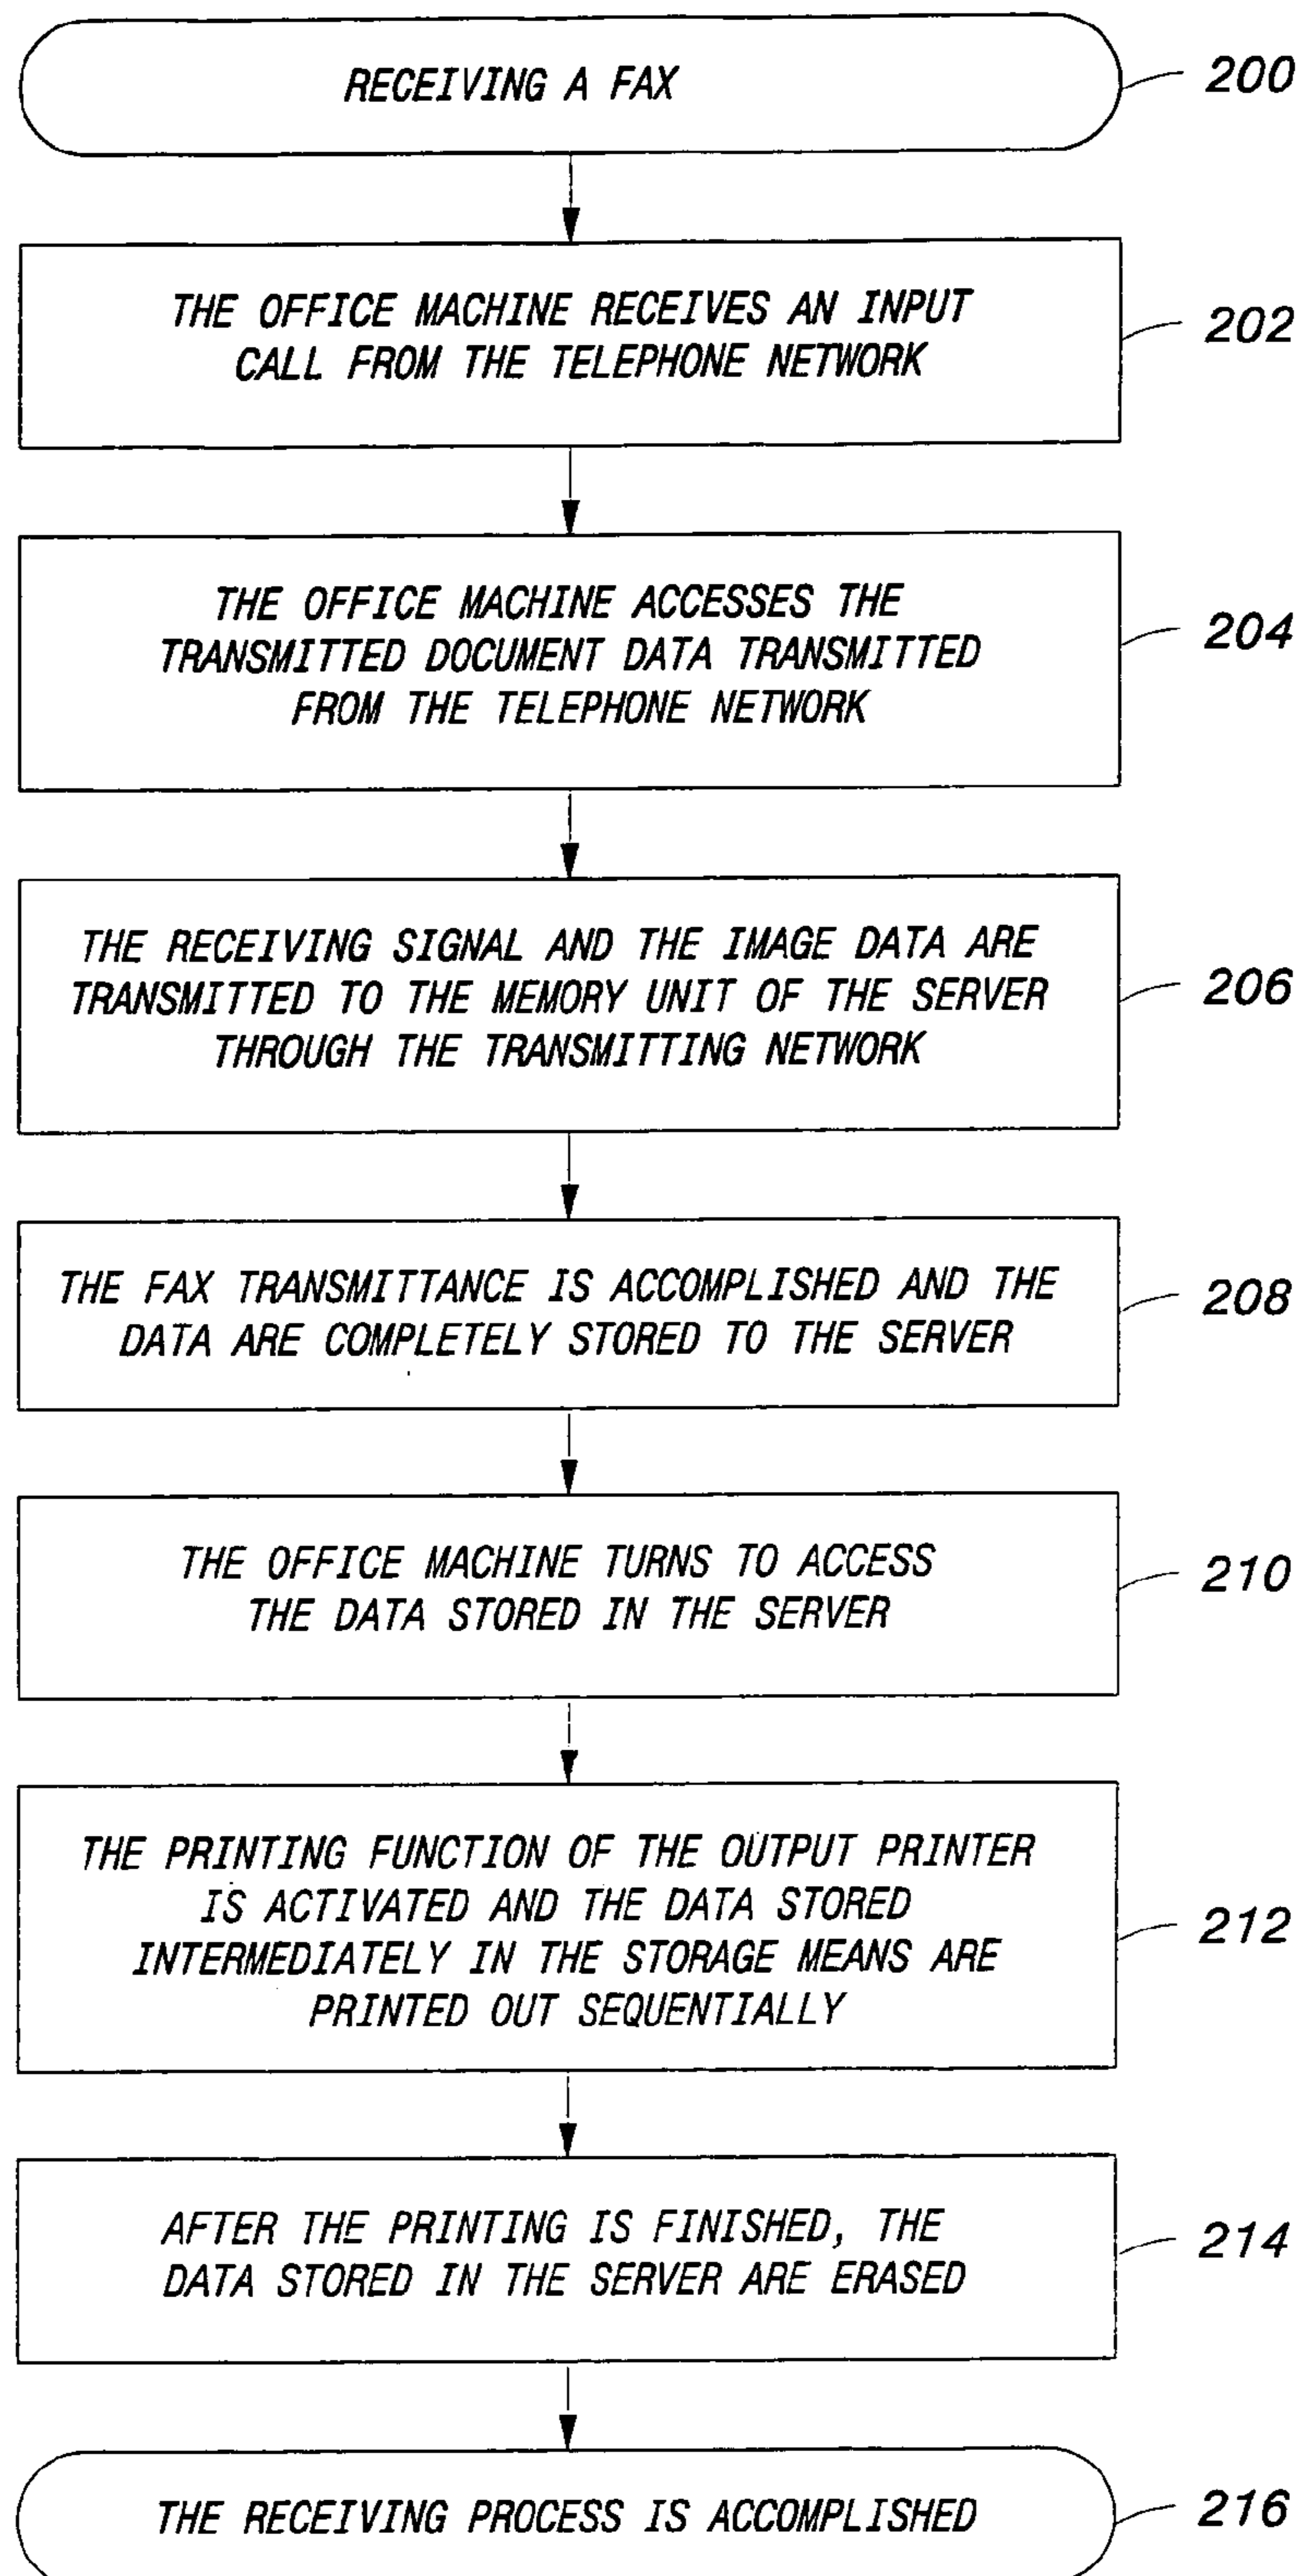 RECEIVING A FAX
200
THE OFFICE MACHINE RECEIVES AN INPUT
CALL FROM THE TELEPHONE NETWORK
202
THE OFFICE MACHINE ACCESSES THE
TRANSMITTED DOCUMENT DATA TRANSMITTED
FROM THE TELEPHONE NETWORK
204
THE RECEIVING SIGNAL AND THE IMAGE DATA ARE
TRANSMITTED TO THE MEMORY UNIT OF THE SERVER
THROUGH THE TRANSMITTING NETWORK
206
THE FAX TRANSMITTANCE IS ACCOMPLISHED AND THE
DATA ARE COMPLETELY STORED TO THE SERVER
208
THE OFFICE MACHINE TURNS TO ACCESS
THE DATA STORED IN THE SERVER
210
THE PRINTING FUNCTION OF THE OUTPUT PRINTER
IS ACTIVATED AND THE DATA STORED
INTERMEDIATELY IN THE STORAGE MEANS ARE
PRINTED OUT SEQUENTIALLY
212
AFTER THE PRINTING IS FINISHED, THE
DATA STORED IN THE SERVER ARE ERASED
214
THE RECEIVING PROCESS IS ACCOMPLISHED
216